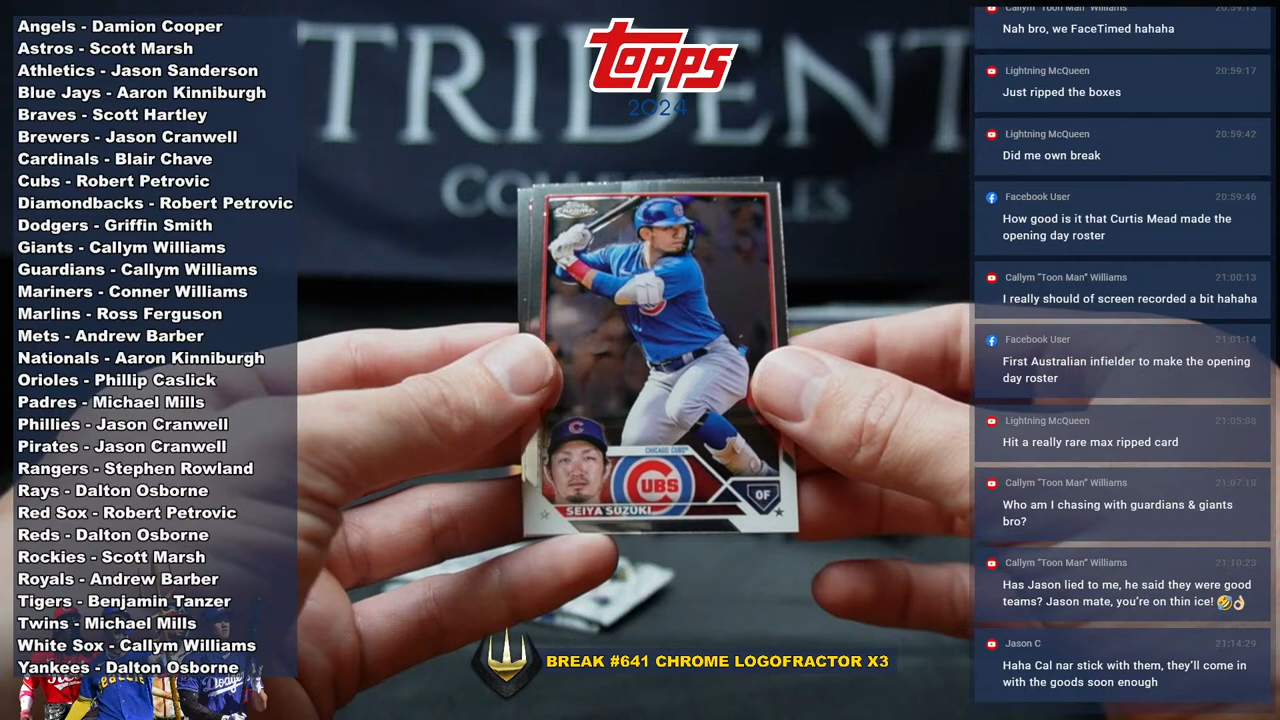 Angels - Damion Cooper
Astros - Scott Marsh
Athletics - Jason Sanderson
Blue Jays - Aaron Kinniburgh
Braves - Scott Hartley
Brewers - Jason Cranwell
Cardinals - Blair Chave
Cubs - Robert Petrovic
Diamondbacks - Robert Petrovic
Dodgers - Griffin Smith
Giants - Callym Williams
Guardians - Callym Williams
Mariners - Conner Williams
Marlins - Ross Ferguson
Mets - Andrew Barber
Nationals - Aaron Kinniburgh
Orioles - Phillip Caslick
Padres - Michael Mills
Phillies - Jason Cranwell
Pirates - Jason Cranwell
Rangers - Stephen Rowland
Rays - Dalton Osborne
Red Sox - Robert Petrovic
Reds - Dalton Osborne
Rockies - Scott Marsh
Royals - Andrew Barber
Tigers - Benjamin Tanzer
Twins - Michael Mills
White Sox - Callym Williams
Yankees - Dalton Osborne
TRIDENT
topps
2024
Topps
Chrome
CHICAGO CUBS
CUBS
OF
SEIYA SUZUKI
BREAK #641 CHROME LOGOFRACTOR X3
Callym "Toon Man" Williams 20:59:13
Nah bro, we FaceTimed hahaha
Lightning McQueen 20:59:17
Just ripped the boxes
Lightning McQueen 20:59:42
Did me own break
Facebook User 20:59:46
How good is it that Curtis Mead made the
opening day roster
Callym "Toon Man" Williams 21:00:13
I really should of screen recorded a bit hahaha
Facebook User 21:01:14
First Australian infielder to make the opening
day roster
Lightning McQueen 21:05:08
Hit a really rare max ripped card
Callym "Toon Man" Williams 21:07:18
Who am I chasing with guardians & giants
bro?
Callym "Toon Man" Williams 21:10:23
Has Jason lied to me, he said they were good
teams? Jason mate, you're on thin ice! 🤣👌
Jason C 21:14:29
Haha Cal nar stick with them, they'll come in
with the goods soon enough